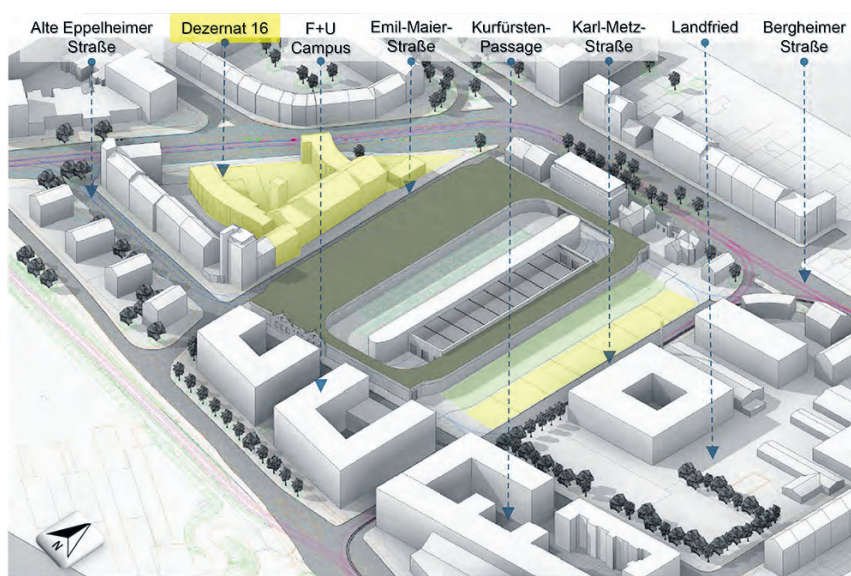 Alte Eppelheimer
Straße
Dezernat 16
F+U
Campus
Emil-Maier-
Straße
Kurfürsten-
Passage
Karl-Metz-
Straße
Landfried
Bergheimer
Straße
N